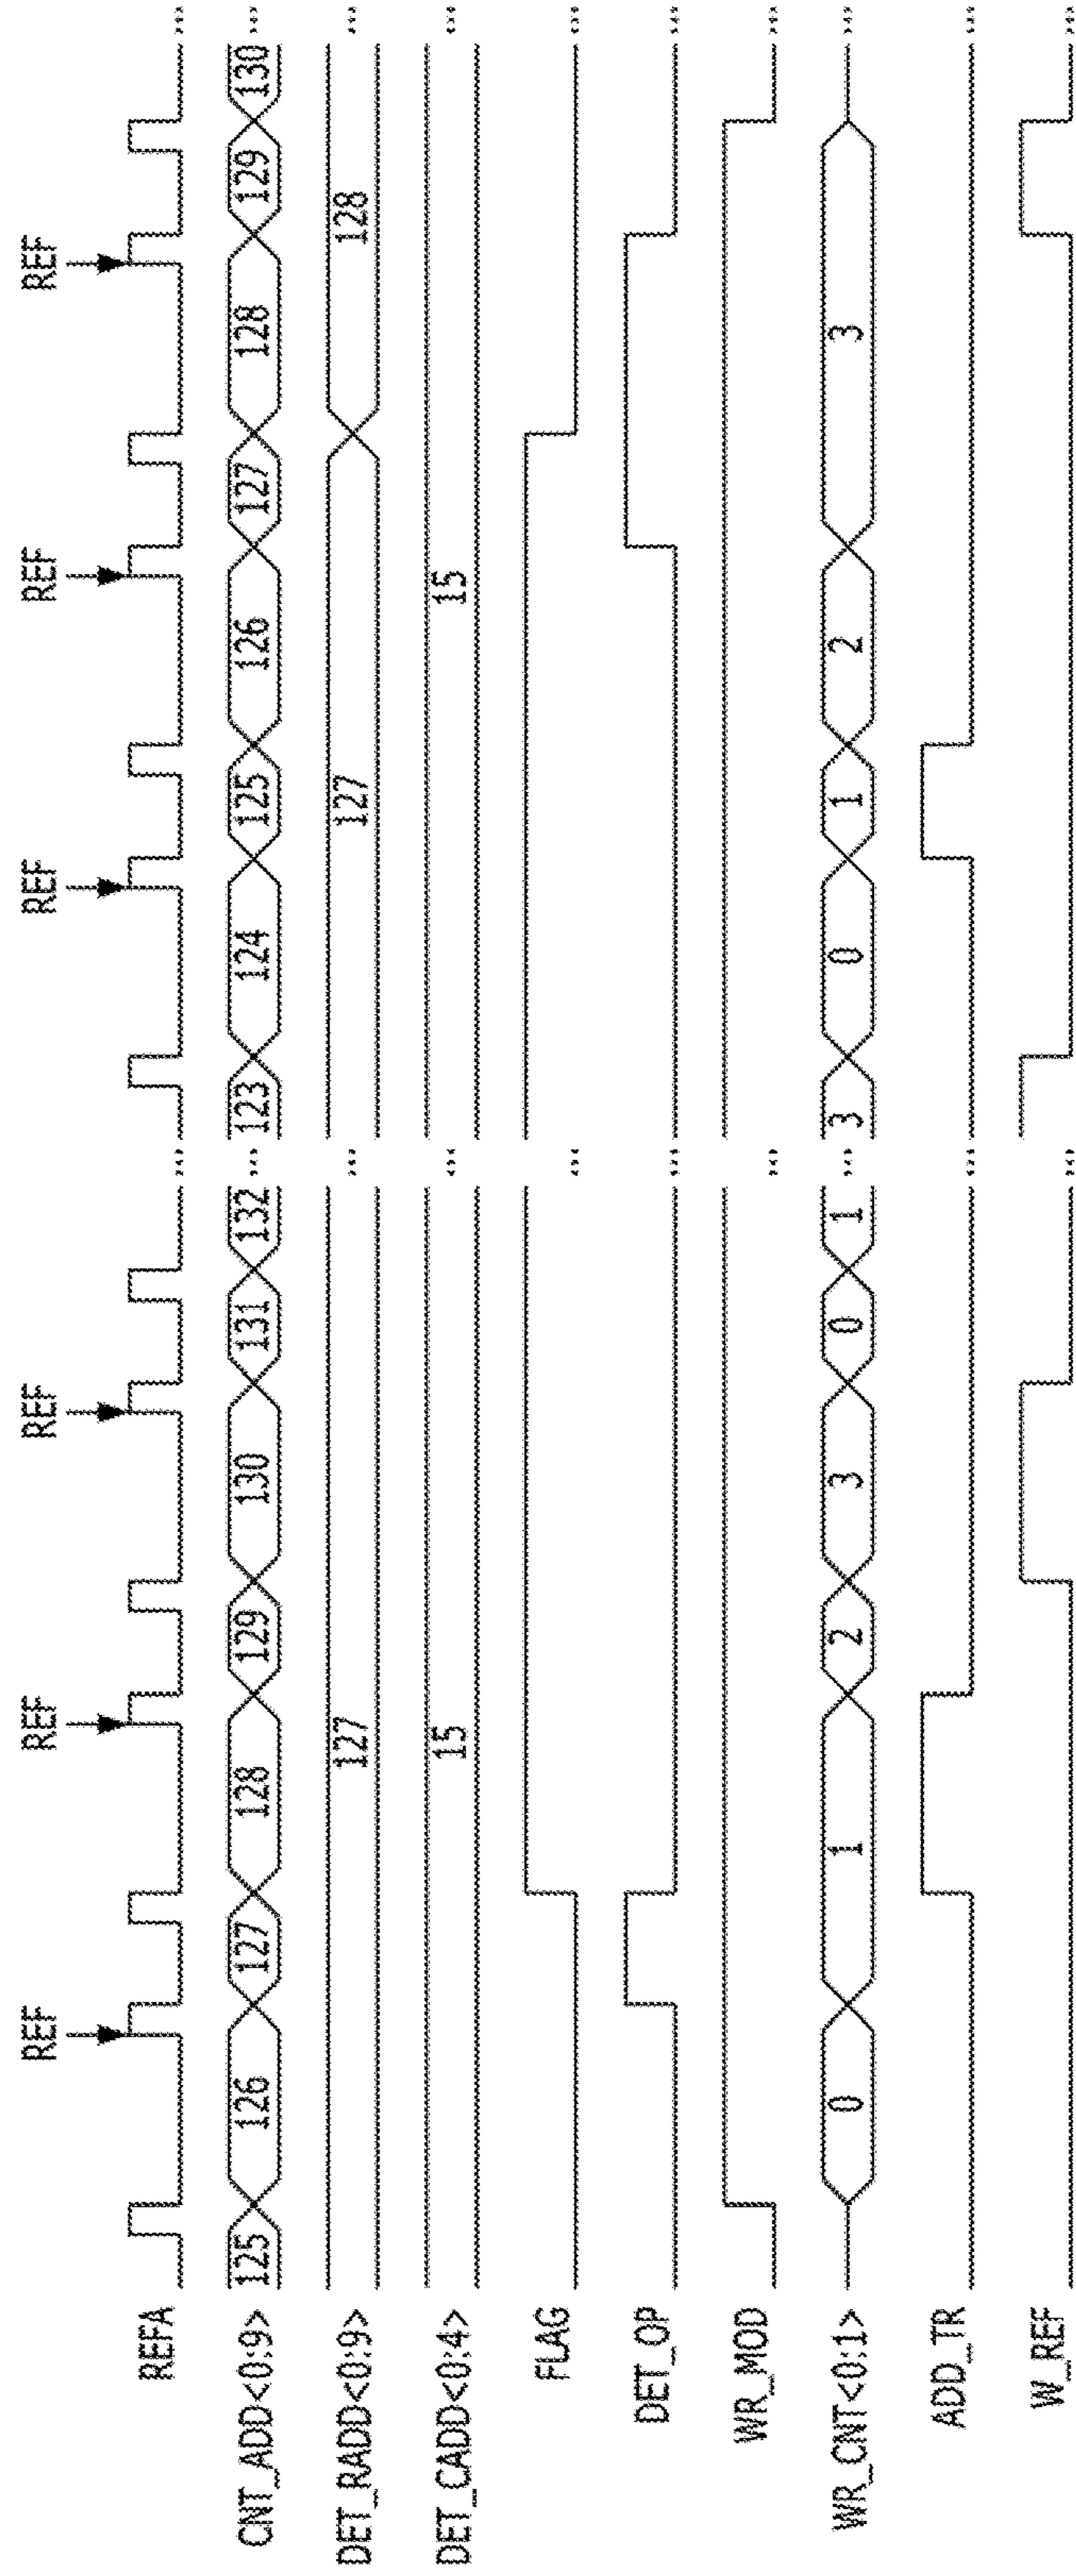 REF REF REF REF REF REF
REFA ... ...
CNT_ADD<0:9> 125 126 127 128 129 130 131 132 ... 123 124 125 126 127 128 129 130 ...
DET_RADD<0:9> 127 ... 127 128 ...
DET_CADD<0:4> 15 ... 15 ...
FLAG ... ...
DET_OP ... ...
WR_MOD ... ...
WR_CNT<0:1> 0 1 2 3 0 1 ... 3 0 1 2 3 ...
ADD_TR ... ...
W_REF ... ...